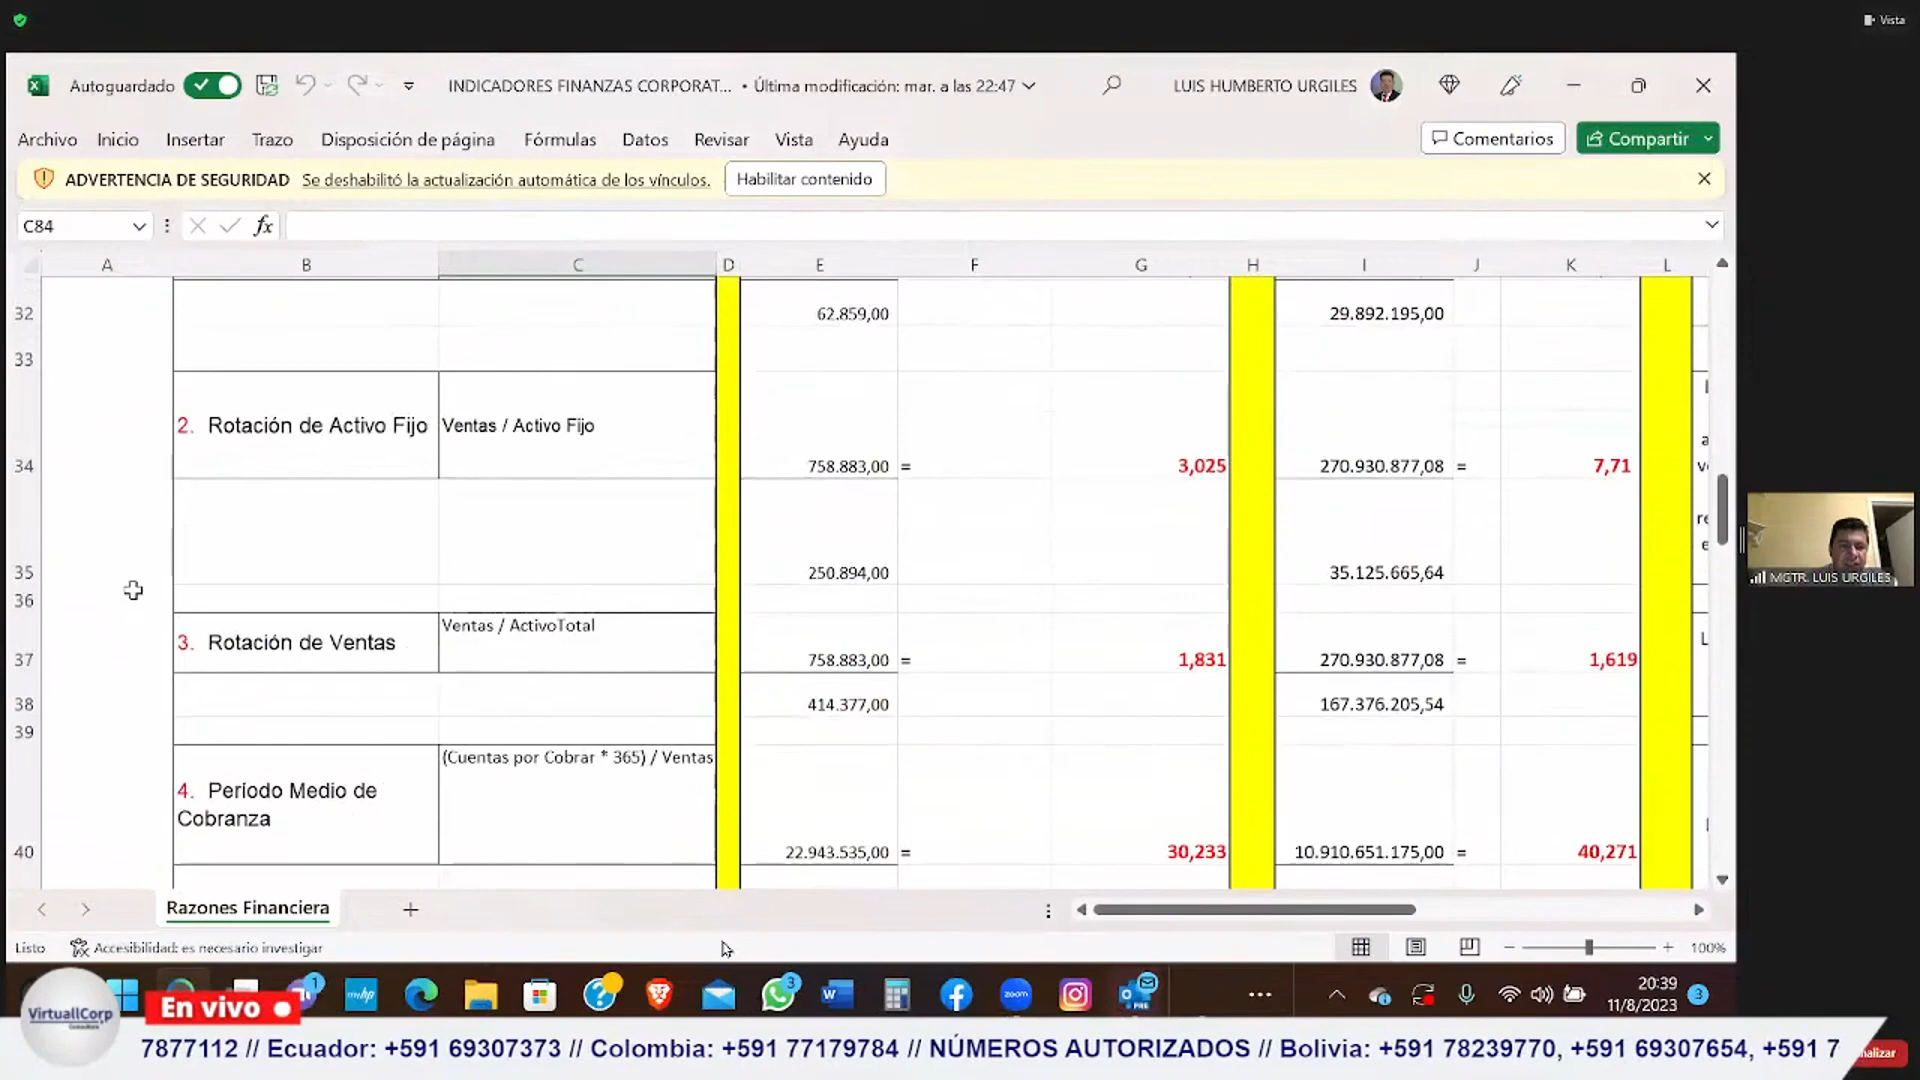 Vista
Autoguardado
INDICADORES FINANZAS CORPORAT... • Última modificación: mar. a las 22:47
LUIS HUMBERTO URGILES
Archivo Inicio Insertar Trazo Disposición de página Fórmulas Datos Revisar Vista Ayuda
Comentarios
Compartir
ADVERTENCIA DE SEGURIDAD Se deshabilitó la actualización automática de los vínculos. Habilitar contenido
C84
fx
A B C D E F G H I J K L
32 62.859,00 29.892.195,00
33
2. Rotación de Activo Fijo Ventas / Activo Fijo
34 758.883,00 = 3,025 270.930.877,08 = 7,71
35 250.894,00 35.125.665,64
36
Ventas / ActivoTotal
3. Rotación de Ventas
37 758.883,00 = 1,831 270.930.877,08 = 1,619
38 414.377,00 167.376.205,54
39
(Cuentas por Cobrar * 365) / Ventas
4. Período Medio de
Cobranza
40 22.943.535,00 = 30,233 10.910.651.175,00 = 40,271
MGTR. LUIS URGILES
Razones Financiera
Listo Accesibilidad: es necesario investigar
100%
20:39
11/8/2023
3
1
3
zoom
VirtuallCorp
En vivo
7877112 // Ecuador: +591 69307373 // Colombia: +591 77179784 // NÚMEROS AUTORIZADOS // Bolivia: +591 78239770, +591 69307654, +591 7